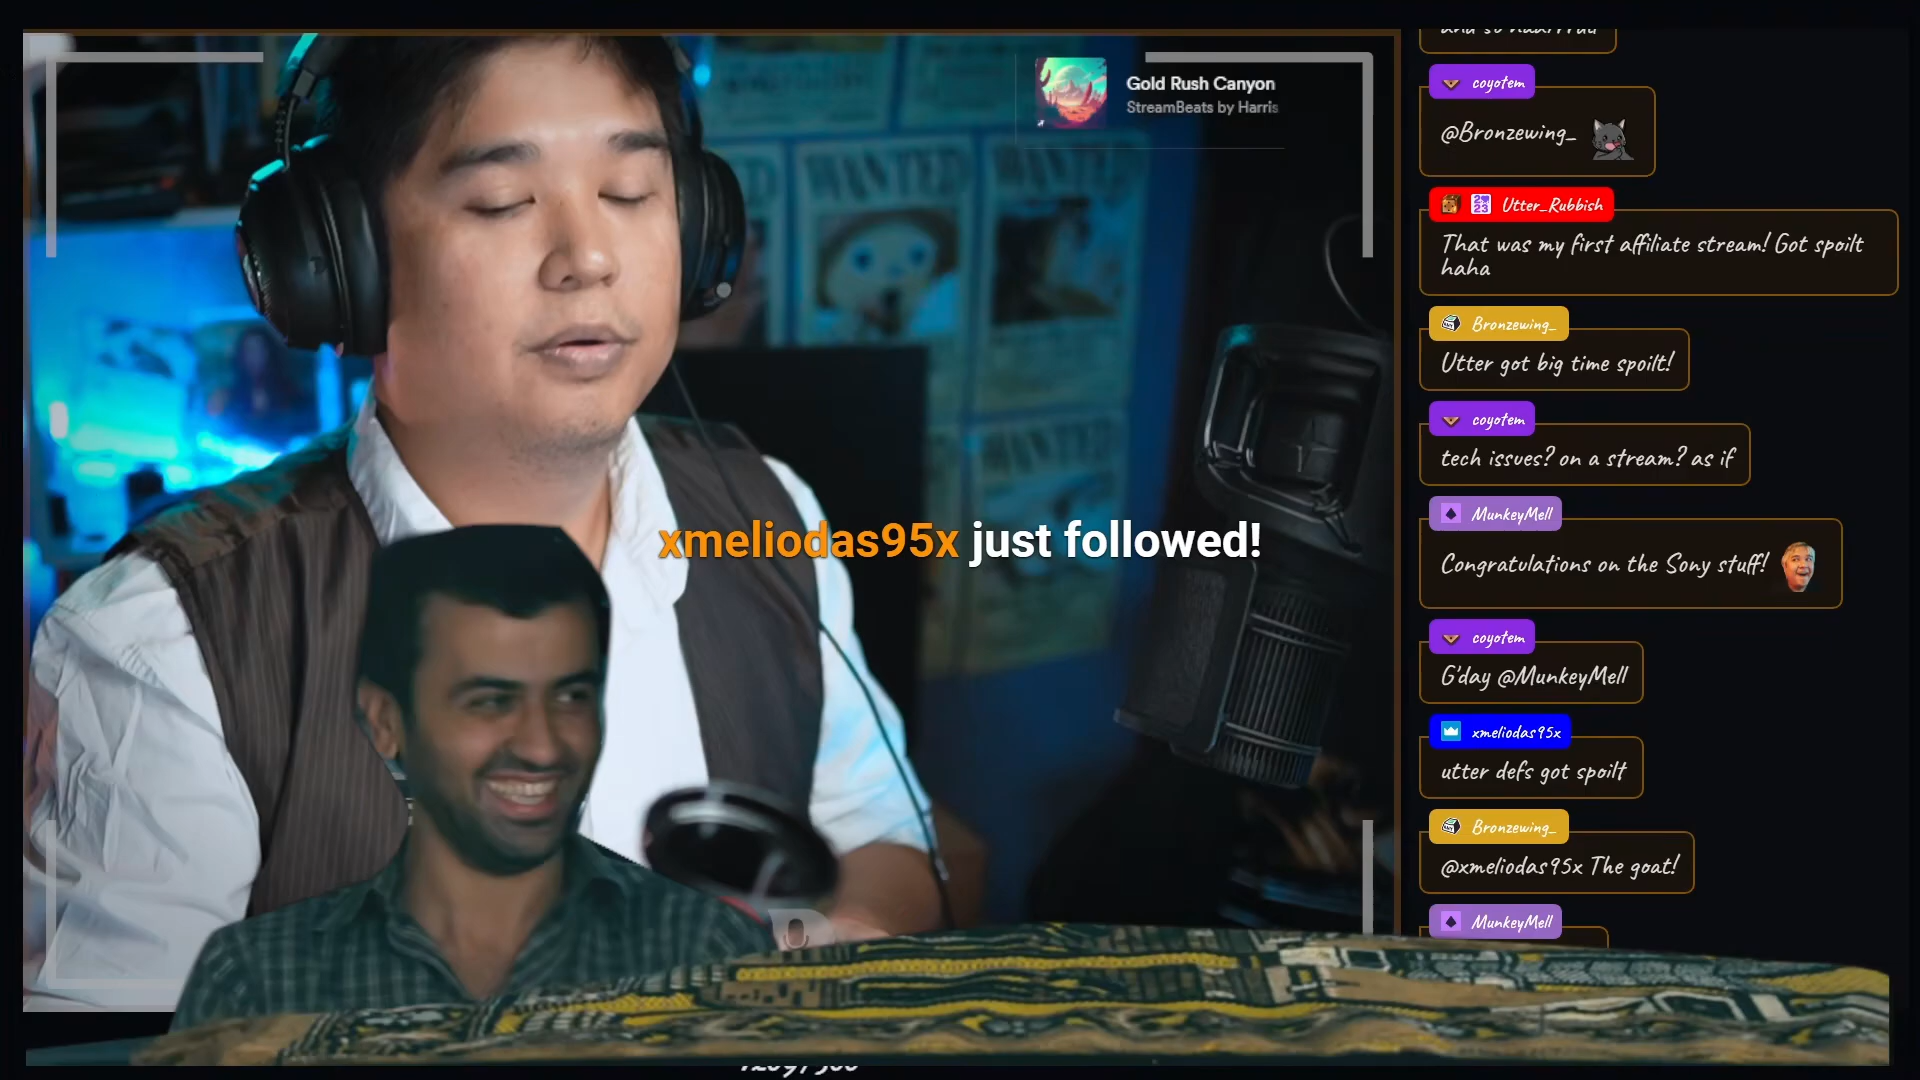 Gold Rush Canyon
StreamBeats by Harris
WANTED
WANTED
xmeliodas95x just followed!
coyotem
@Bronzewing_
Utter_Rubbish
That was my first affiliate stream! Got spoilt
haha
Bronzewing_
Utter got big time spoilt!
coyotem
tech issues? on a stream? as if
MunkeyMell
Congratulations on the Sony stuff!
coyotem
G'day @MunkeyMell
xmeliodas95x
utter defs got spoilt
Bronzewing_
@xmeliodas95x The goat!
MunkeyMell